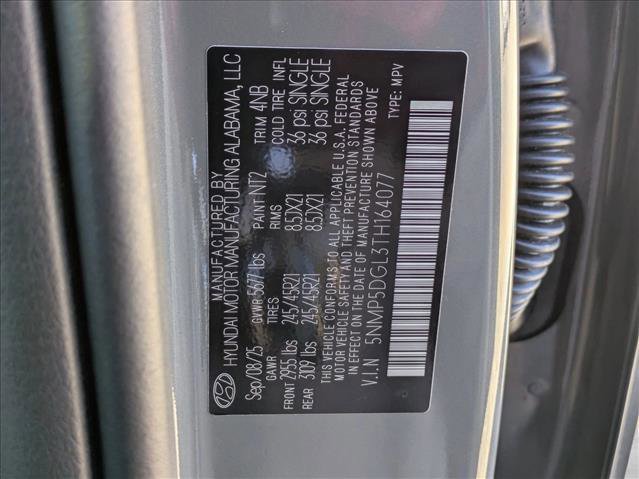 MANUFACTURED BY
HYUNDAI MOTOR MANUFACTURING ALABAMA, LLC
Sep/08/25 GVWR 5677 lbs PAINT NT2 TRIM 4NB
GAWR TIRES RIMS COLD TIRE INFL
FRONT 2955 lbs 245/45R21 8.5JX21 36 psi SINGLE
REAR 3109 lbs 245/45R21 8.5JX21 36 psi SINGLE
THIS VEHICLE CONFORMS TO ALL APPLICABLE U.S.A. FEDERAL
MOTOR VEHICLE SAFETY AND THEFT PREVENTION STANDARDS
IN EFFECT ON THE DATE OF MANUFACTURE SHOWN ABOVE
V.I.N 5NMP5DGL3TH164077 TYPE: MPV